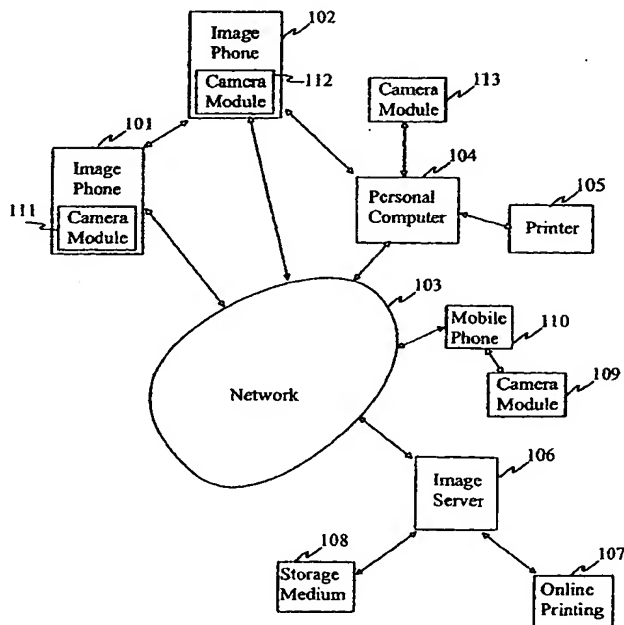 102
Image
Phone
Camera
Module
112
Camera
Module
113
101
Image
Phone
111
Camera
Module
104
Personal
Computer
105
Printer
103
Network
Mobile
Phone
110
Camera
Module
109
106
Image
Server
108
Storage
Medium
107
Online
Printing